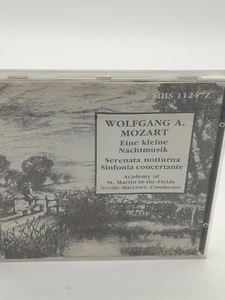 MHS 11247Z
WOLFGANG A.
MOZART
Eine kleine
Nachtmusik
Serenata notturna
Sinfonia concertante
Academy of
St. Martin-in-the-Fields
Neville Marriner, Conductor